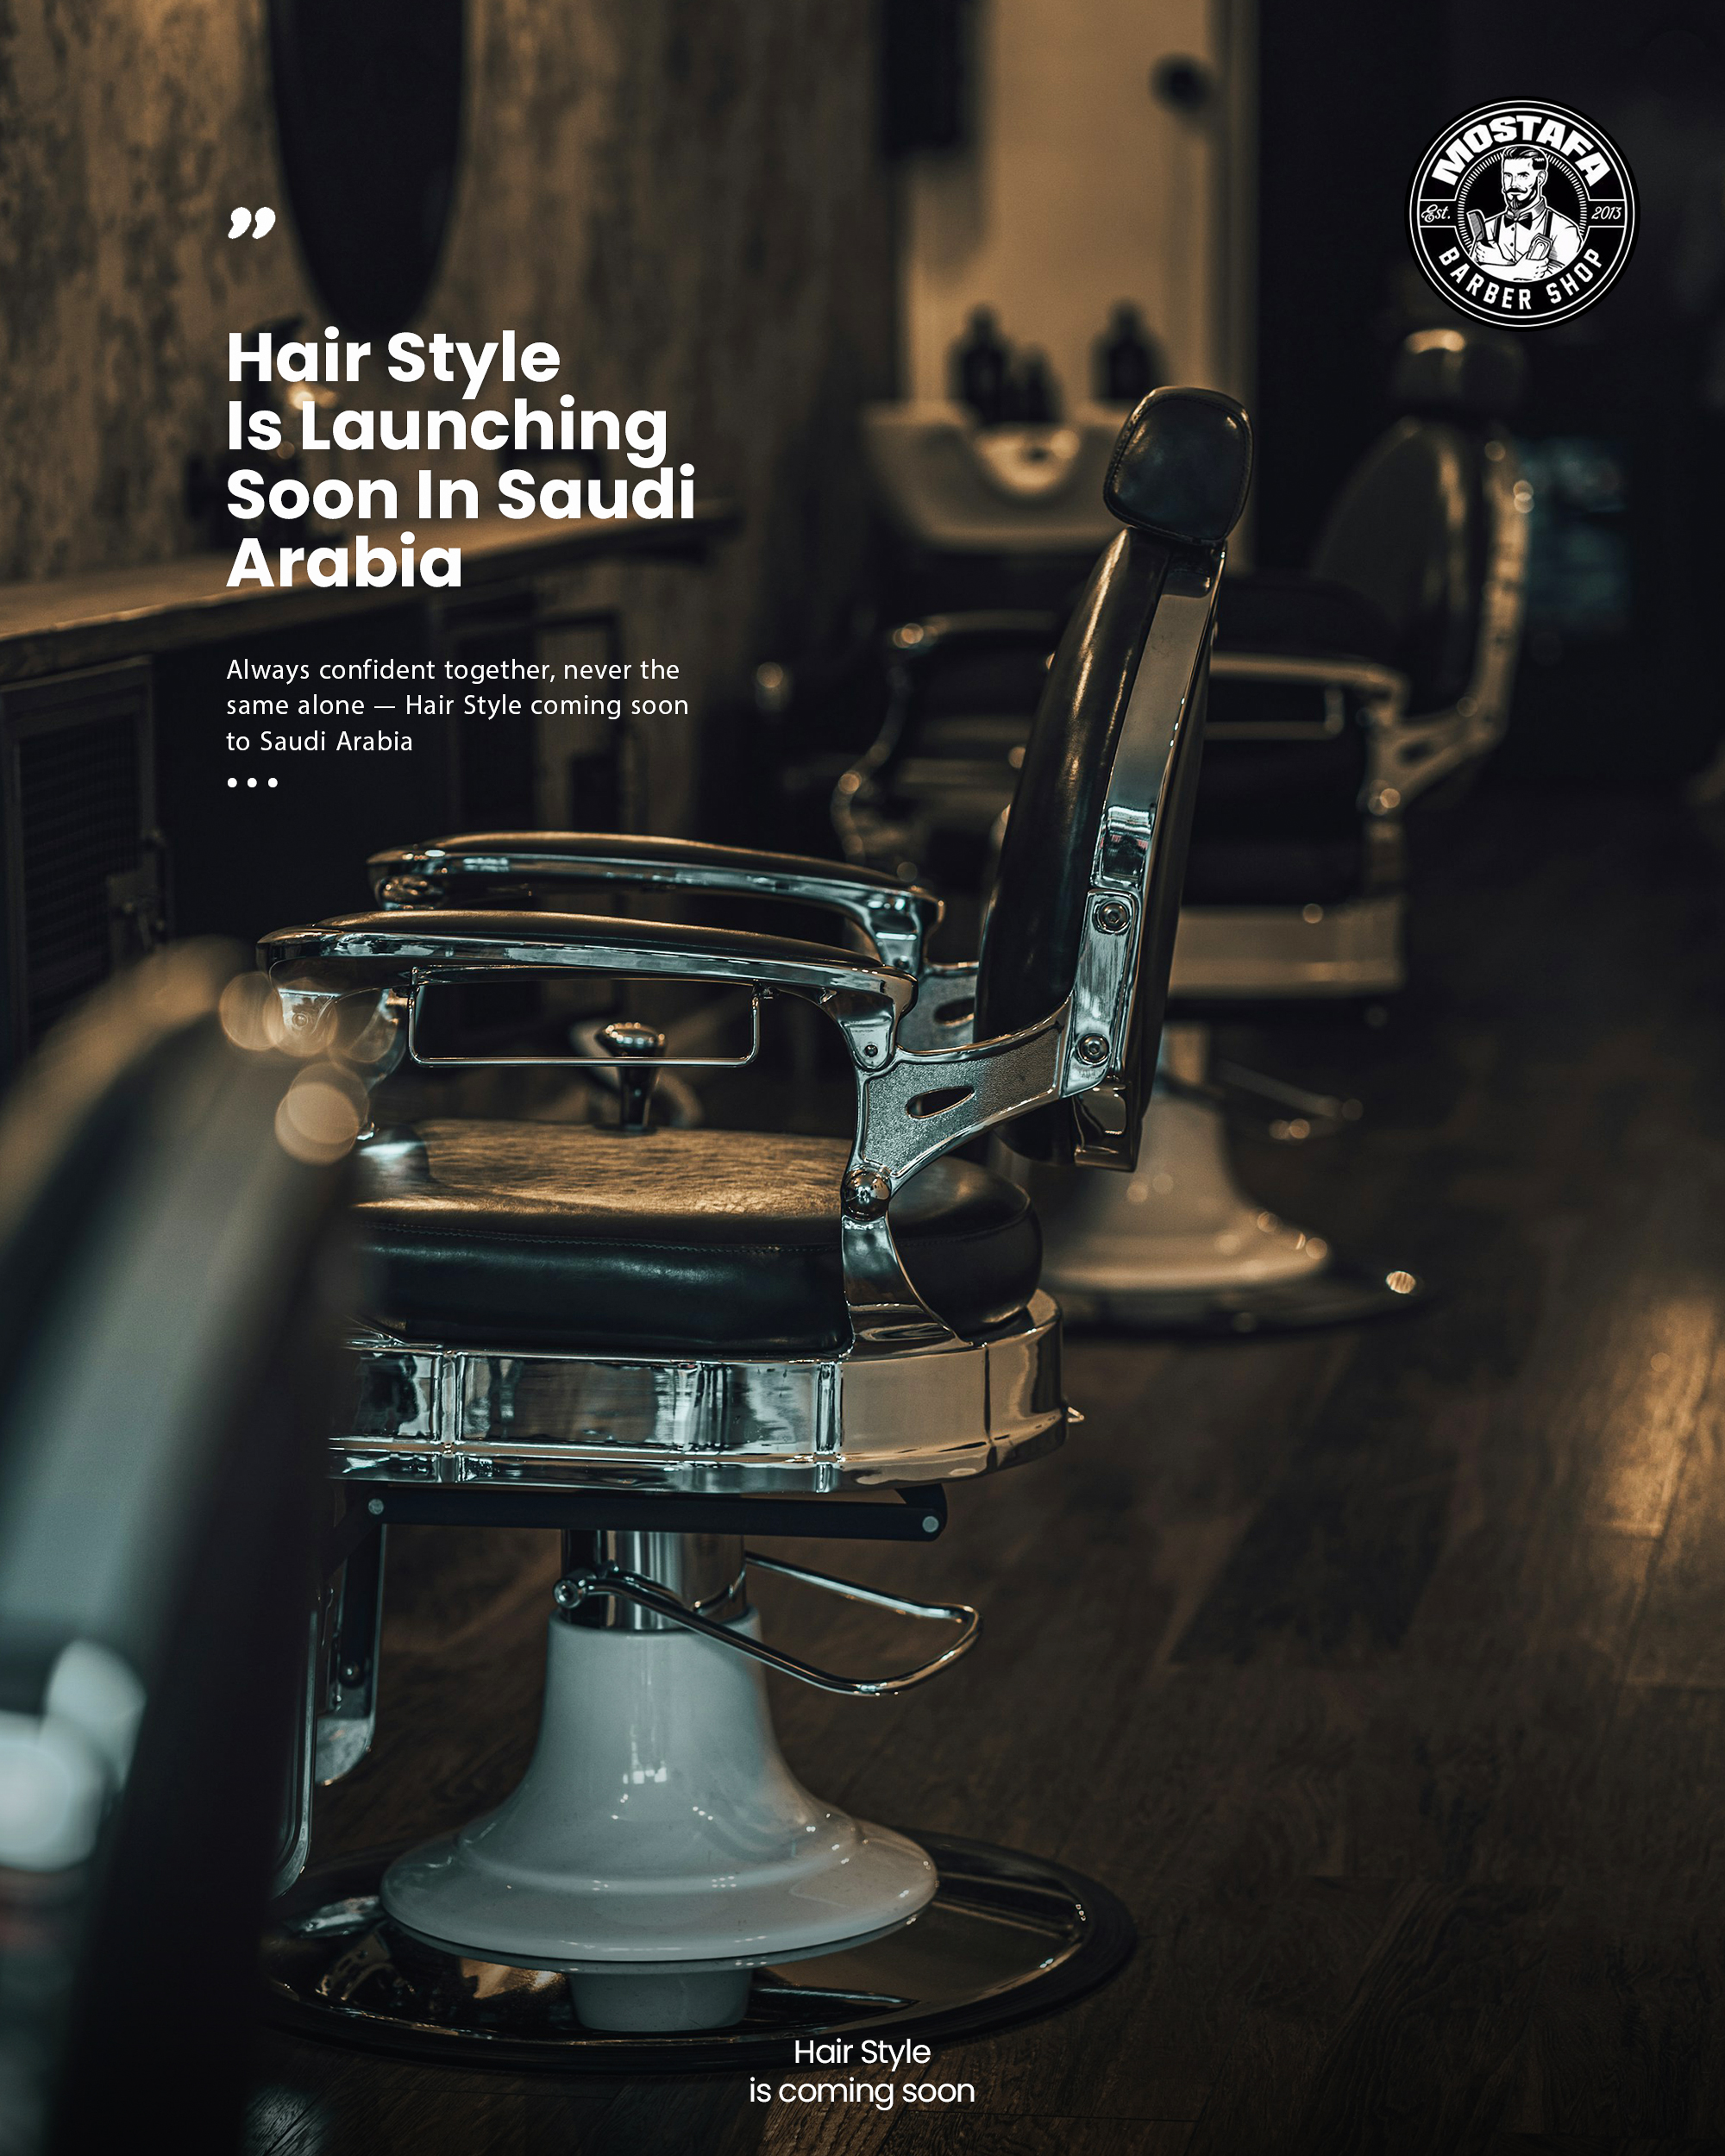 MOSTAFA
Est. 2013
BARBER SHOP
”
Hair Style
Is Launching
Soon In Saudi
Arabia
Always confident together, never the
same alone — Hair Style coming soon
to Saudi Arabia
•••
Hair Style
is coming soon